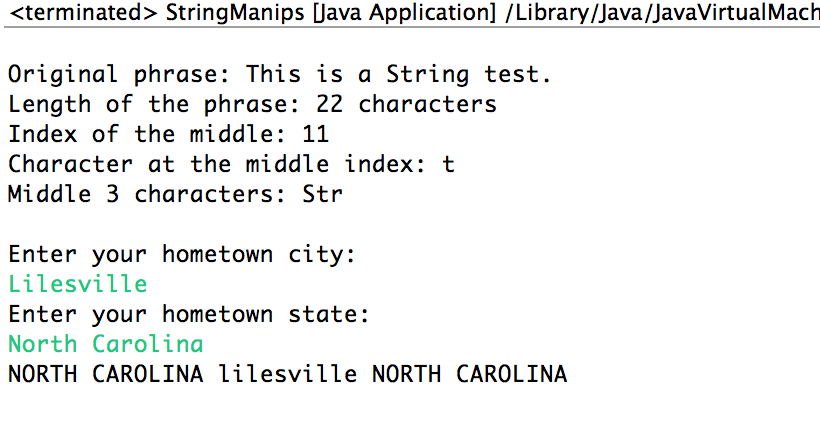 <terminated> StringManips [Java Application] /Library/Java/JavaVirtualMach
Original phrase: This is a String test.
Length of the phrase: 22 characters
Index of the middle: 11
Character at the middle index: t
Middle 3 characters: Str
Enter your hometown city:
Lilesville
Enter your hometown state:
North Carolina
NORTH CAROLINA lilesville NORTH CAROLINA